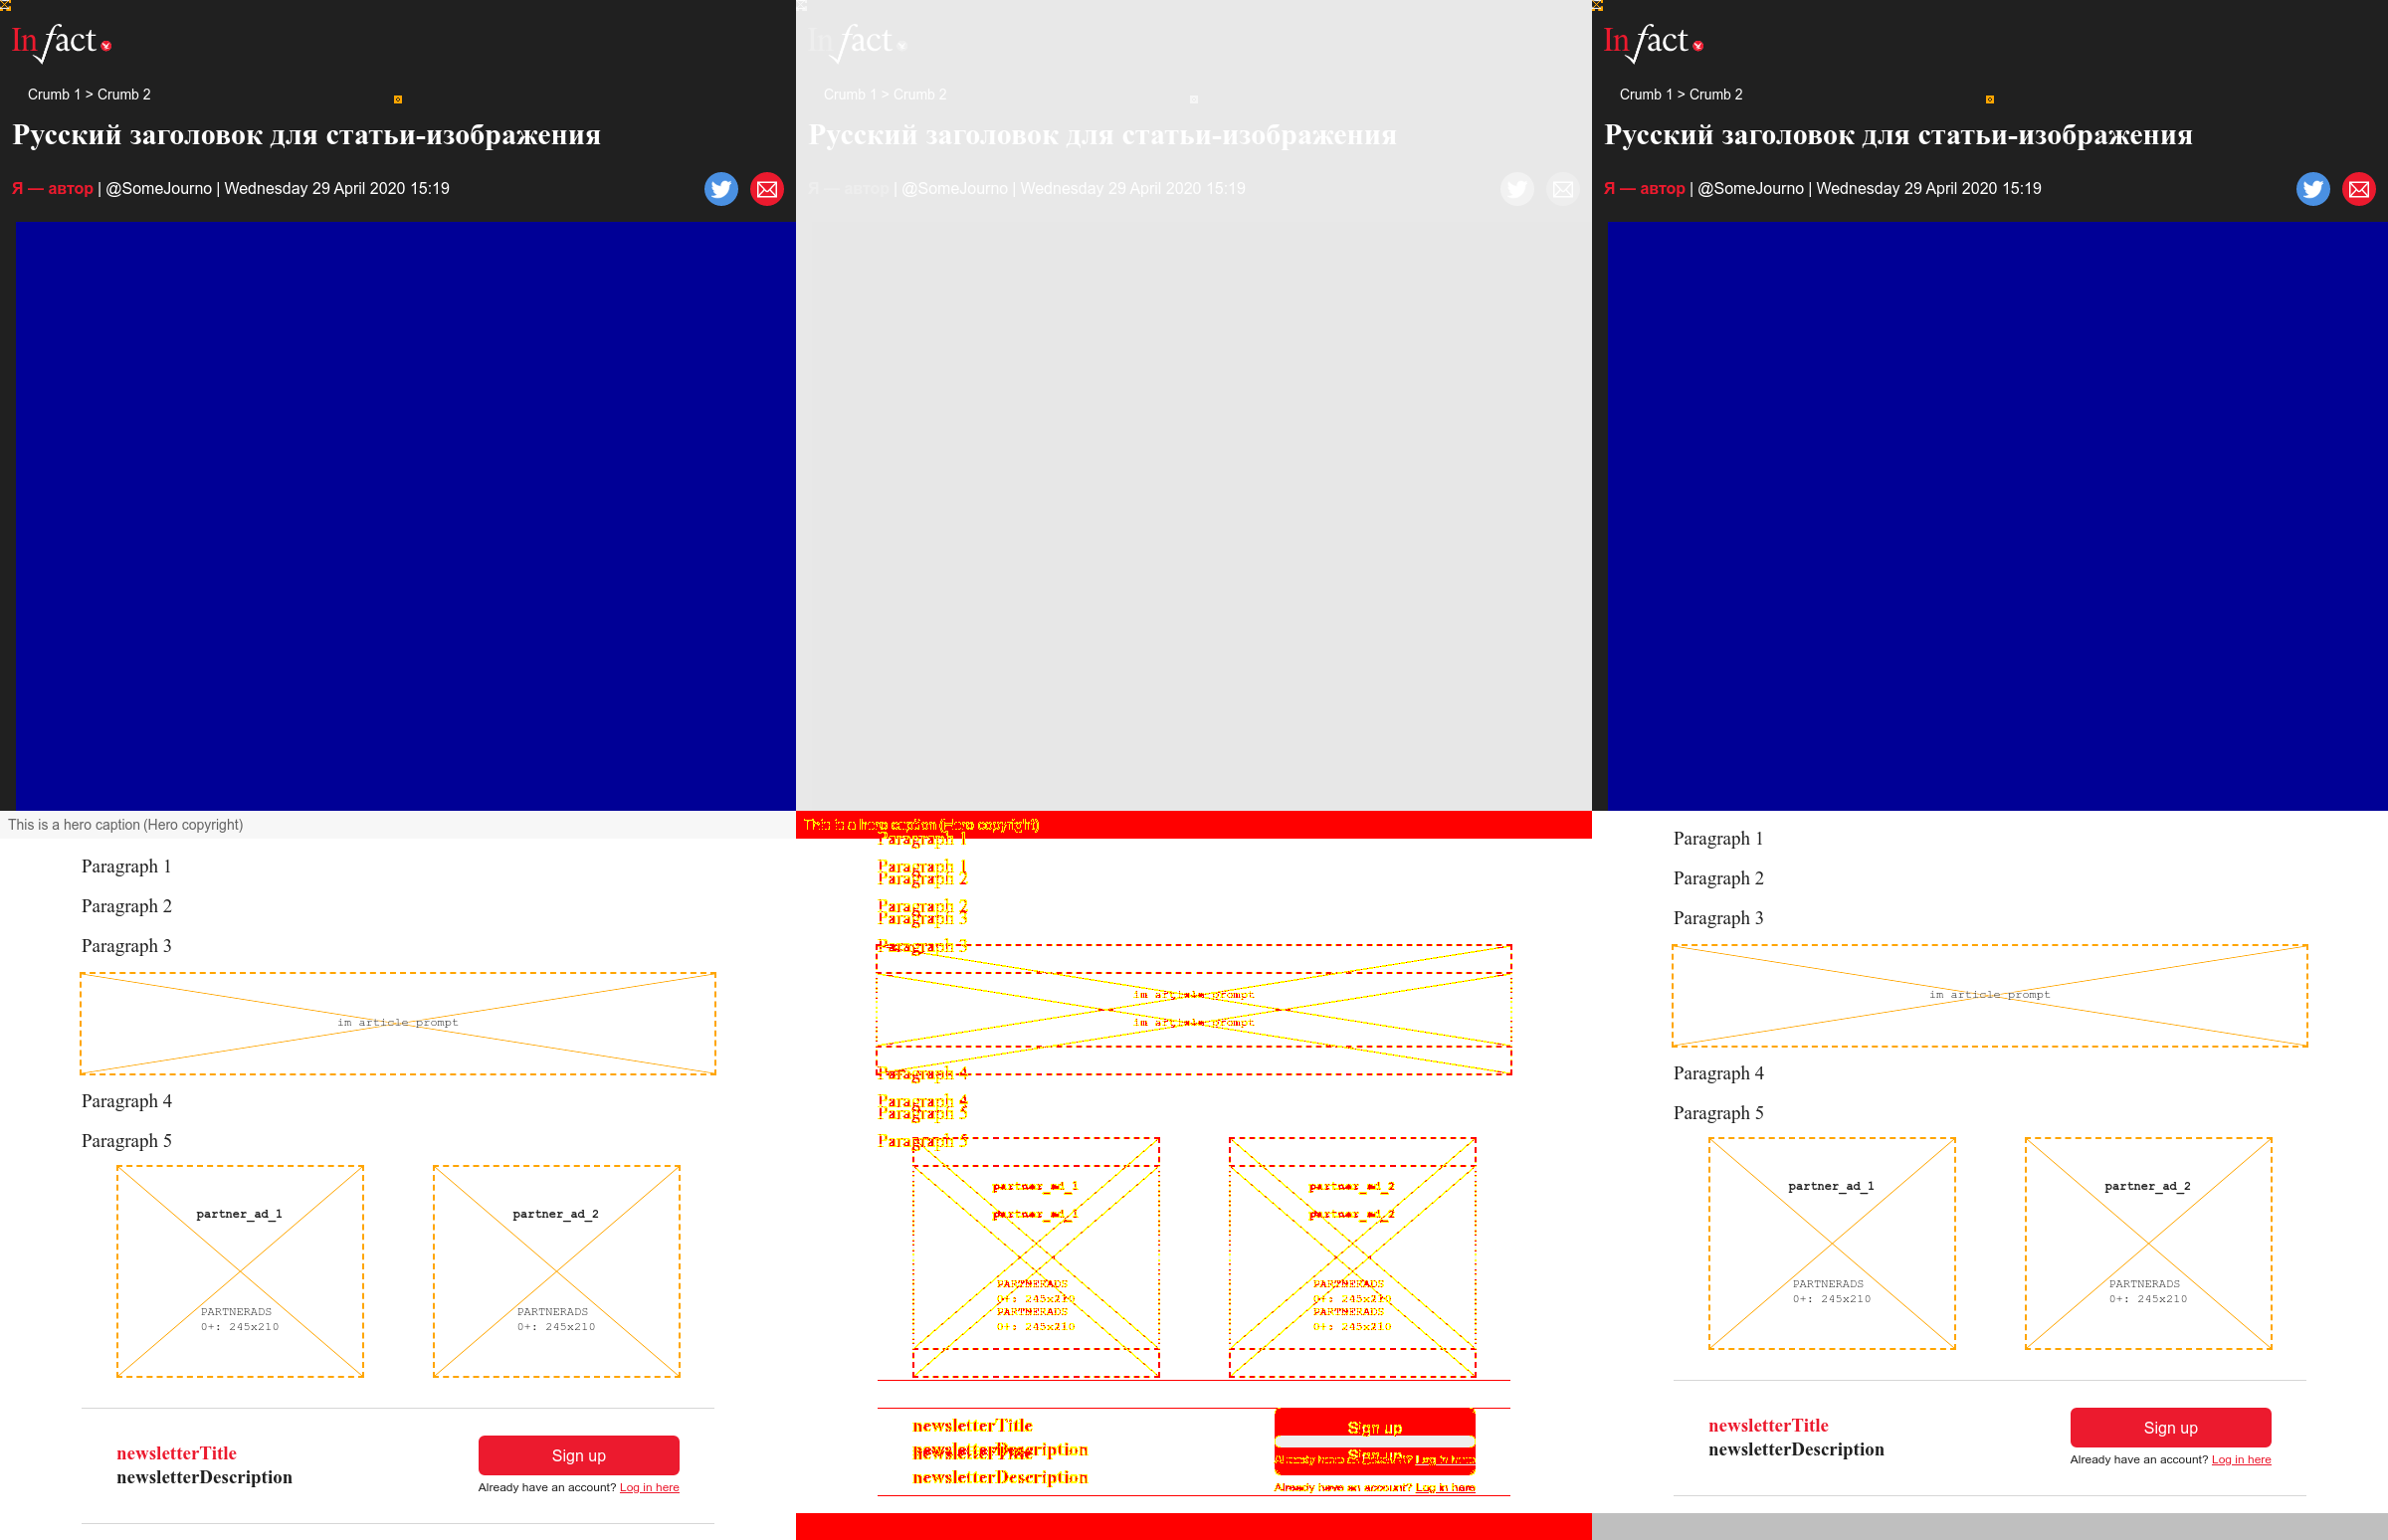 In fact
Crumb 1 > Crumb 2
Русский заголовок для статьи-изображения
Я — автор | @SomeJourno | Wednesday 29 April 2020 15:19
This is a hero caption (Hero copyright)
Paragraph 1
Paragraph 2
Paragraph 3
im article prompt
Paragraph 4
Paragraph 5
partner_ad_1
partner_ad_2
PARTNERADS
0+: 245x210
PARTNERADS
0+: 245x210
newsletterTitle
newsletterDescription
Sign up
Already have an account? Log in here
In fact
Crumb 1 > Crumb 2
Русский заголовок для статьи-изображения
Я — автор | @SomeJourno | Wednesday 29 April 2020 15:19
This is a hero caption (Hero copyright)
Paragraph 1
Paragraph 1
Paragraph 2
Paragraph 2
Paragraph 3
Paragraph 3
im article prompt
im article prompt
Paragraph 4
Paragraph 4
Paragraph 5
Paragraph 5
partner_ad_1
partner_ad_2
partner_ad_1
partner_ad_2
PARTNERADS
0+: 245x210
PARTNERADS
0+: 245x210
PARTNERADS
0+: 245x210
PARTNERADS
0+: 245x210
newsletterTitle
newsletterDescription
newsletterTitle
newsletterDescription
Sign up
Sign up
Already have an account? Log in here
Already have an account? Log in here
In fact
Crumb 1 > Crumb 2
Русский заголовок для статьи-изображения
Я — автор | @SomeJourno | Wednesday 29 April 2020 15:19
Paragraph 1
Paragraph 2
Paragraph 3
im article prompt
Paragraph 4
Paragraph 5
partner_ad_1
partner_ad_2
PARTNERADS
0+: 245x210
PARTNERADS
0+: 245x210
newsletterTitle
newsletterDescription
Sign up
Already have an account? Log in here